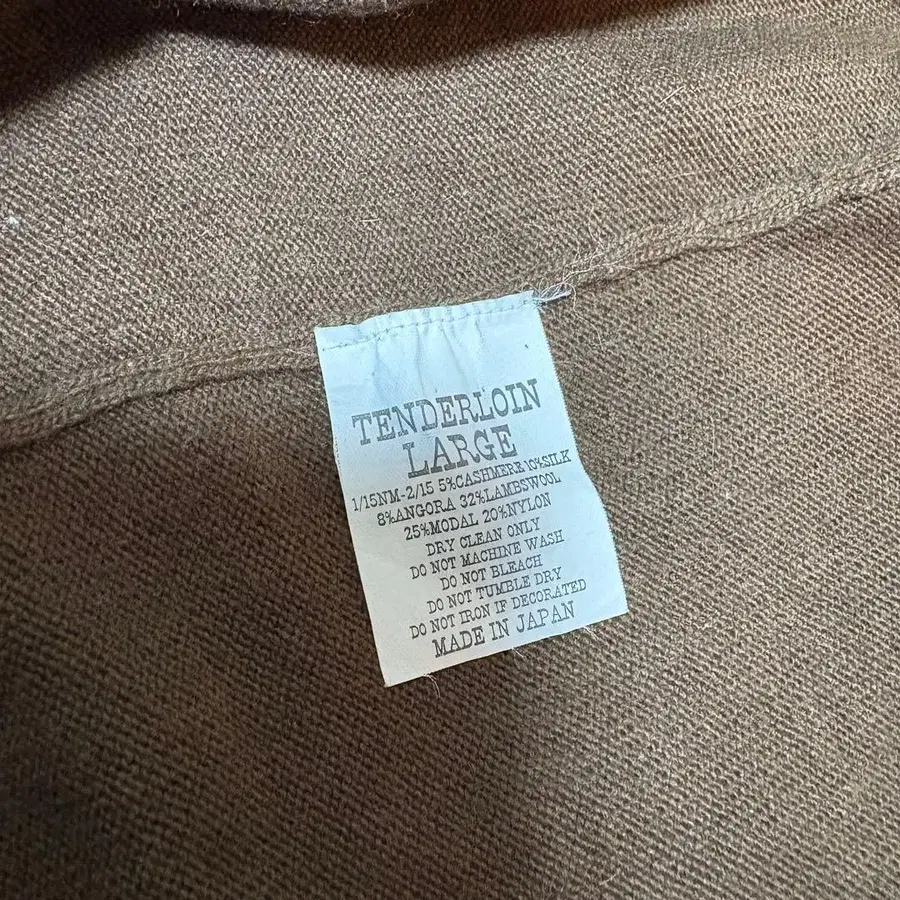 TENDERLOIN
LARGE
1/15NM-2/15 5%CASHMERE 10%SILK
8%ANGORA 32%LAMBSWOOL
25%MODAL 20%NYLON
DRY CLEAN ONLY
DO NOT MACHINE WASH
DO NOT BLEACH
DO NOT TUMBLE DRY
DO NOT IRON IF DECORATED
MADE IN JAPAN